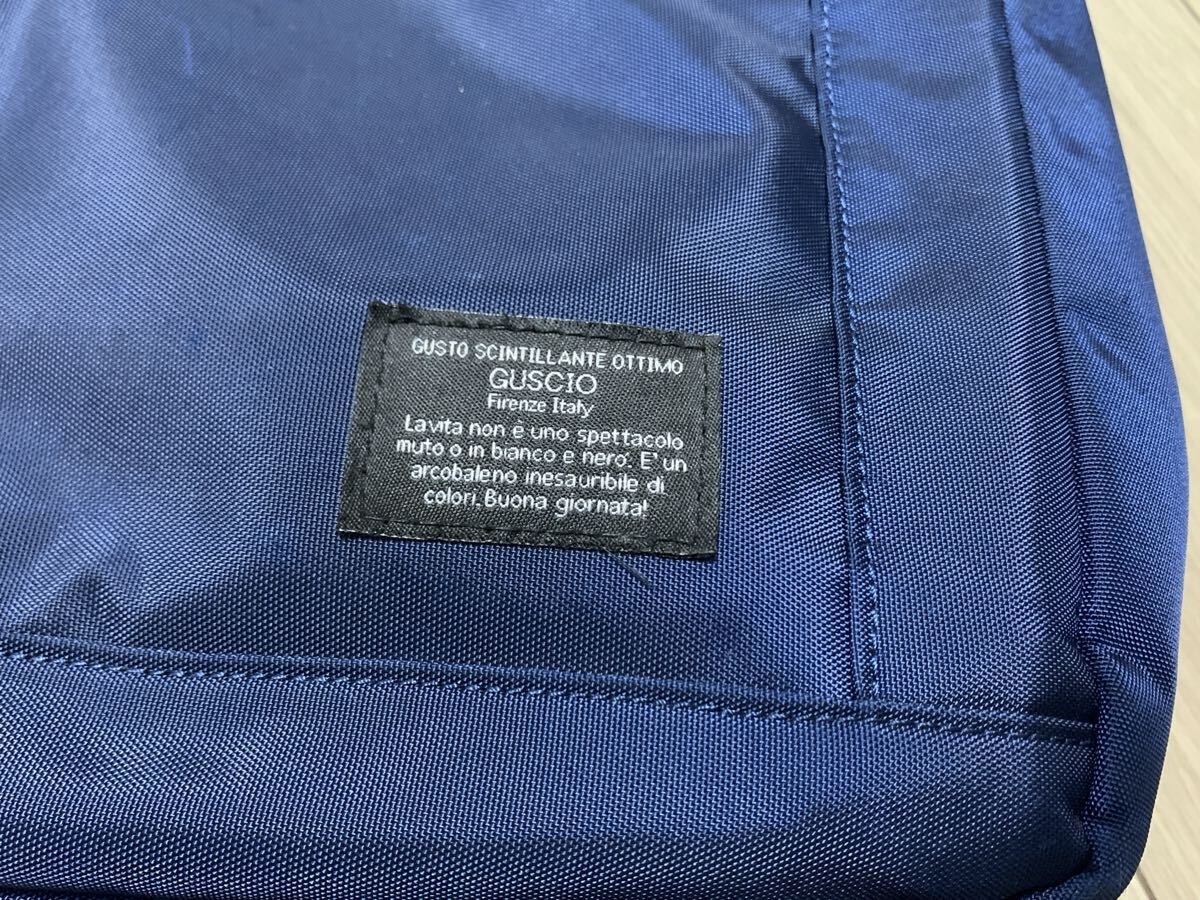 GUSTO SCINTILLANTE OTTIMO
GUSCIO
Firenze Italy
La vita non è uno spettacolo
muto o in bianco e nero. E' un
arcobaleno inesauribile di
colori. Buona giornata!